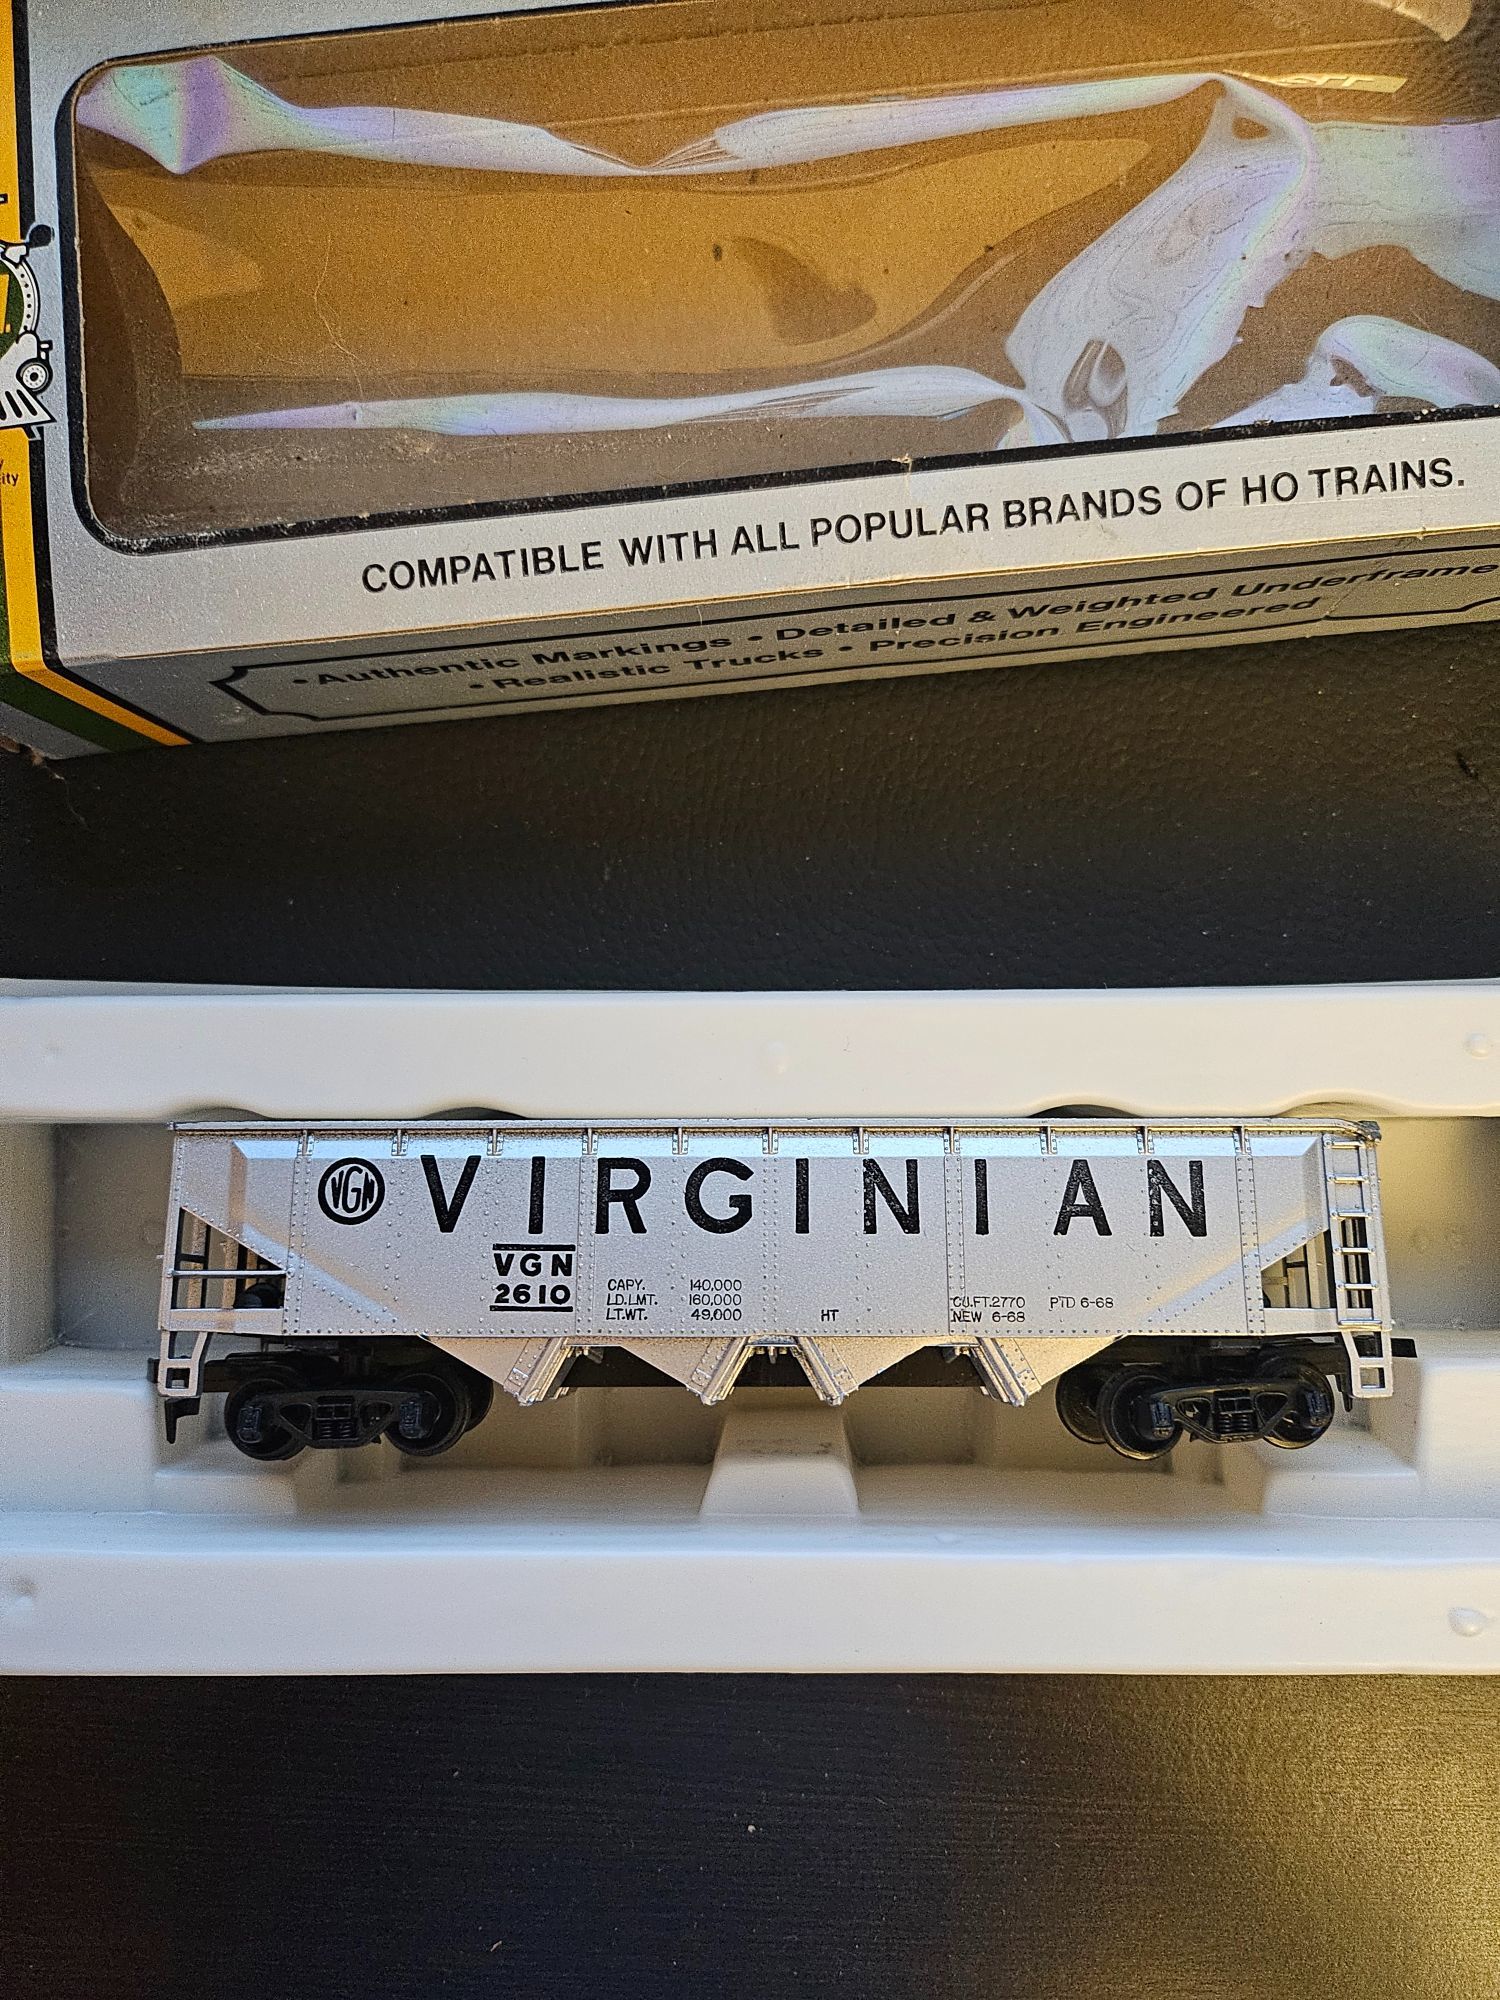 COMPATIBLE WITH ALL POPULAR BRANDS OF HO TRAINS.
• Authentic Markings • Detailed & Weighted Underframe
• Realistic Trucks • Precision Engineered
VGN VIRGINIAN
VGN
2610
CAPY. 140,000
LD.LMT. 160,000
LT.WT. 49,000
HT
CU.FT.2770 PTD 6-68
NEW 6-68